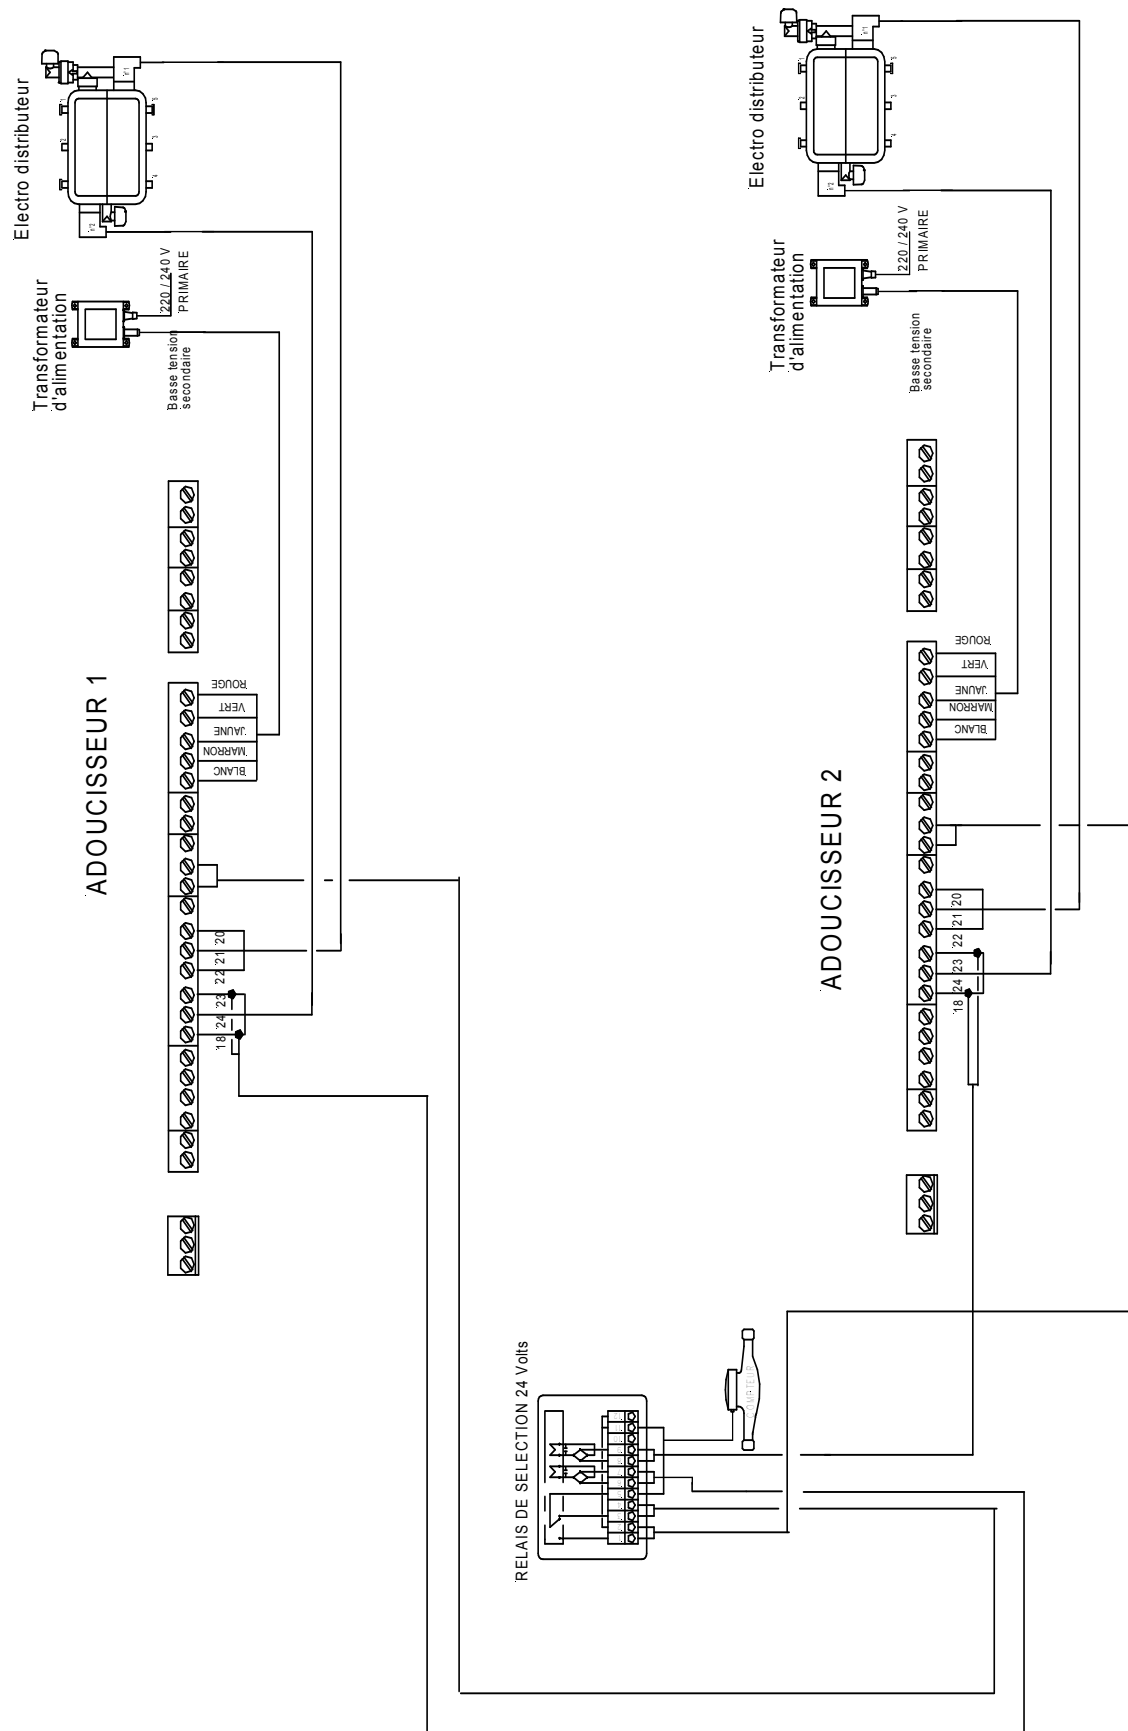 Electro distributeur
Transformateur
d'alimentation
220 / 240 V
PRIMAIRE
Basse tension
secondaire
ADOUCISSEUR 1
ROUGE
VERT
JAUNE
MARRON
BLANC
20
21
22
23
24
18
Electro distributeur
Transformateur
d'alimentation
220 / 240 V
PRIMAIRE
Basse tension
secondaire
ADOUCISSEUR 2
ROUGE
VERT
JAUNE
MARRON
BLANC
20
21
22
23
24
18
RELAIS DE SELECTION 24 Volts
COMPTEUR